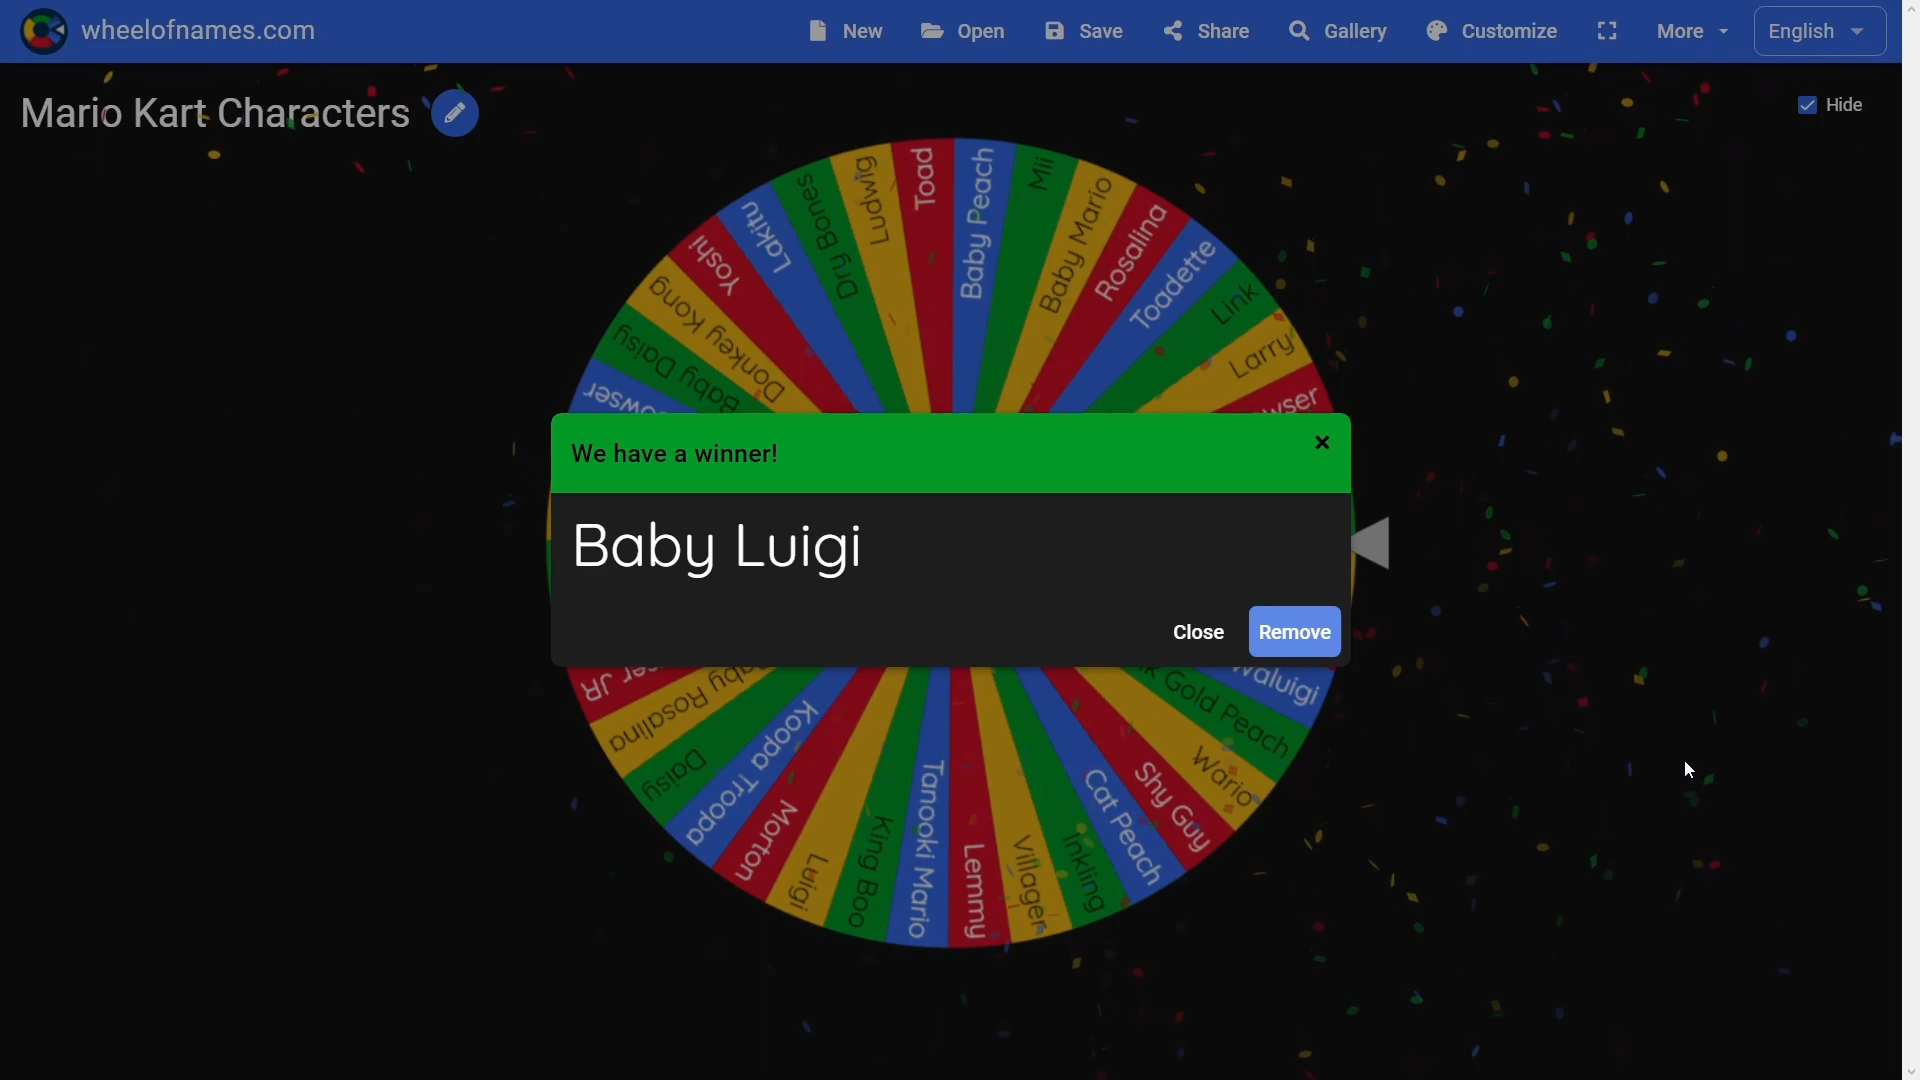 wheelofnames.com
New
Open
Save
Share
Gallery
Customize
More
English
Mario Kart Characters
Hide
Toad
Baby Peach
Mii
Baby Mario
Rosalina
Toadette
Link
Larry
Ludwig
Dry Bones
Lakitu
Yoshi
Donkey Kong
Baby Daisy
We have a winner!
Baby Luigi
Close
Remove
Waluigi
Gold Peach
Wario
Shy Guy
Cat Peach
Inkling
Villager
Lemmy
Tanooki Mario
King Boo
Luigi
Morton
Koopa Troopa
Daisy
Baby Rosalina
JR